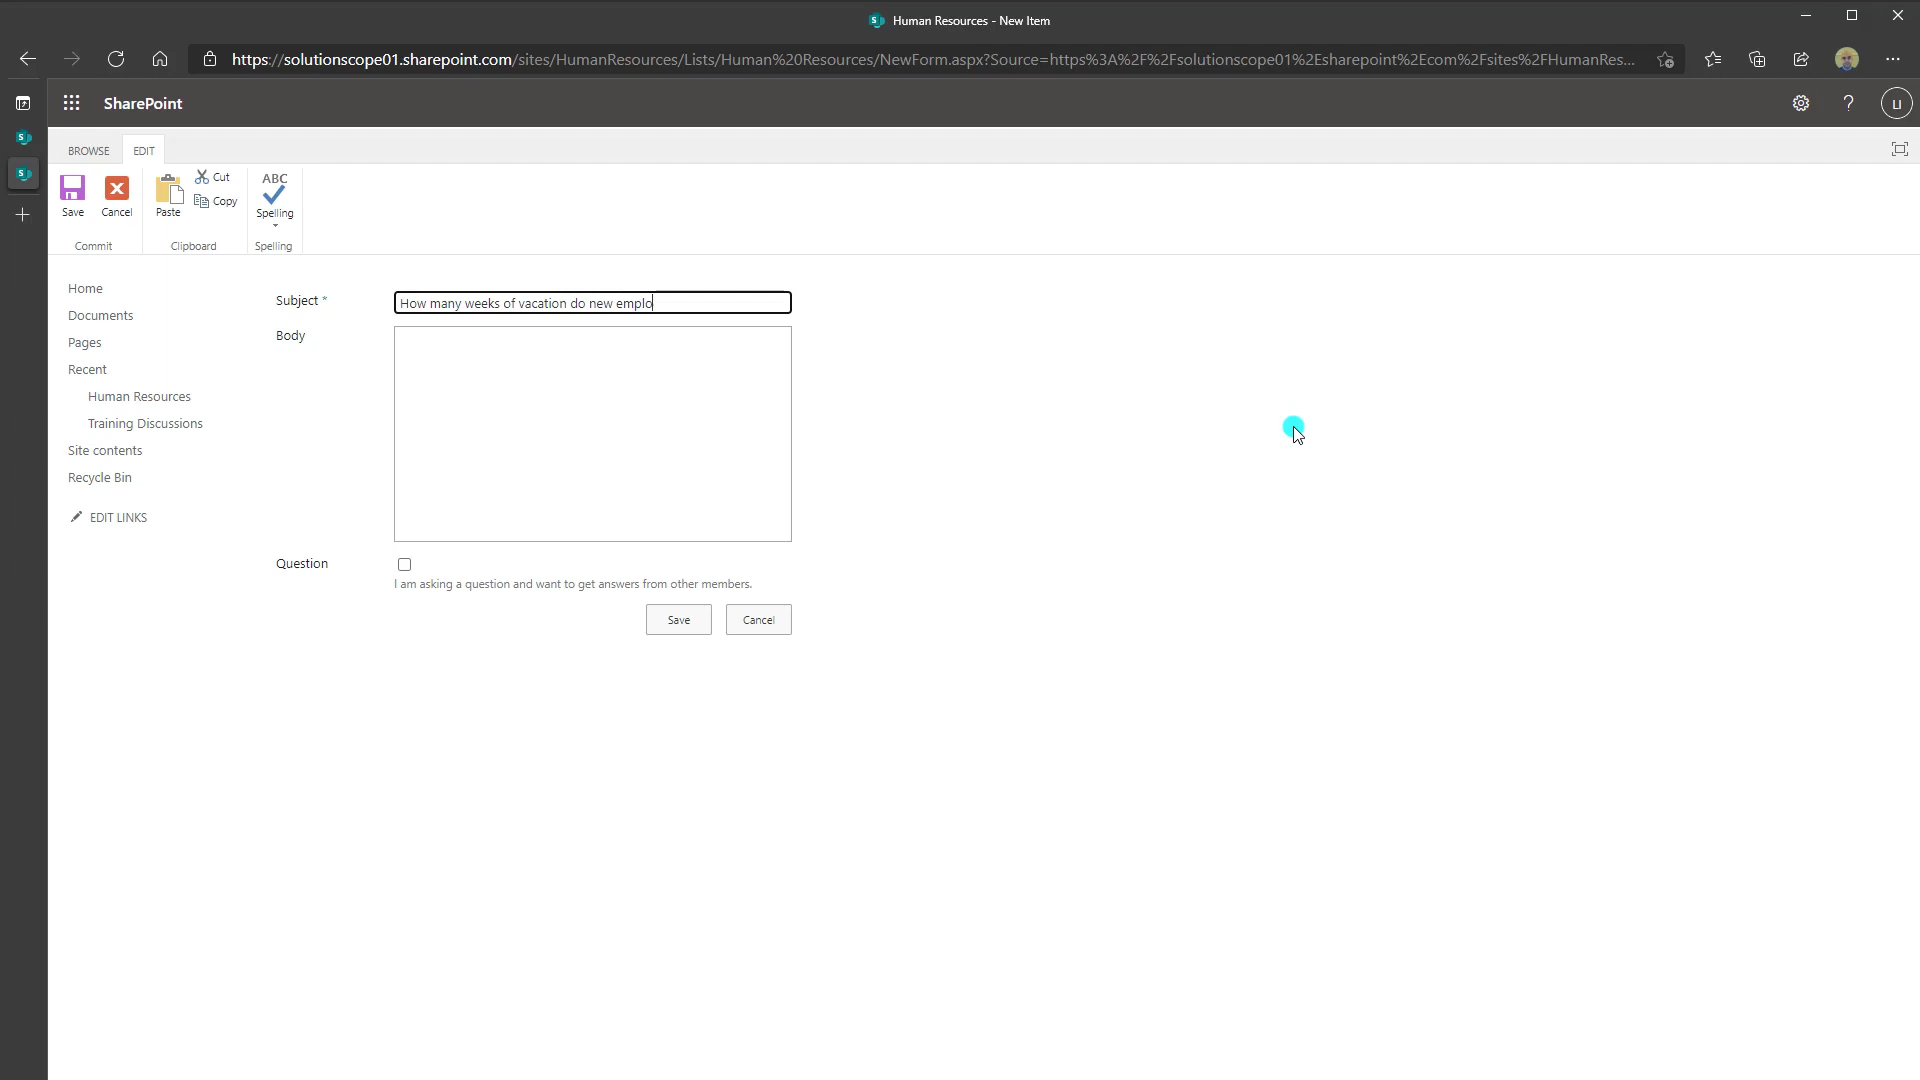 Human Resources - New Item
https://solutionscope01.sharepoint.com/sites/HumanResources/Lists/Human%20Resources/NewForm.aspx?Source=https%3A%2F%2Fsolutionscope01%2Esharepoint%2Ecom%2Fsites%2FHumanRes...
SharePoint
?
LI
BROWSE
EDIT
Save
Cancel
Paste
Cut
Copy
ABC
Spelling
Commit
Clipboard
Spelling
Home
Documents
Pages
Recent
Human Resources
Training Discussions
Site contents
Recycle Bin
EDIT LINKS
Subject *
How many weeks of vacation do new emplo
Body
Question
I am asking a question and want to get answers from other members.
Save
Cancel